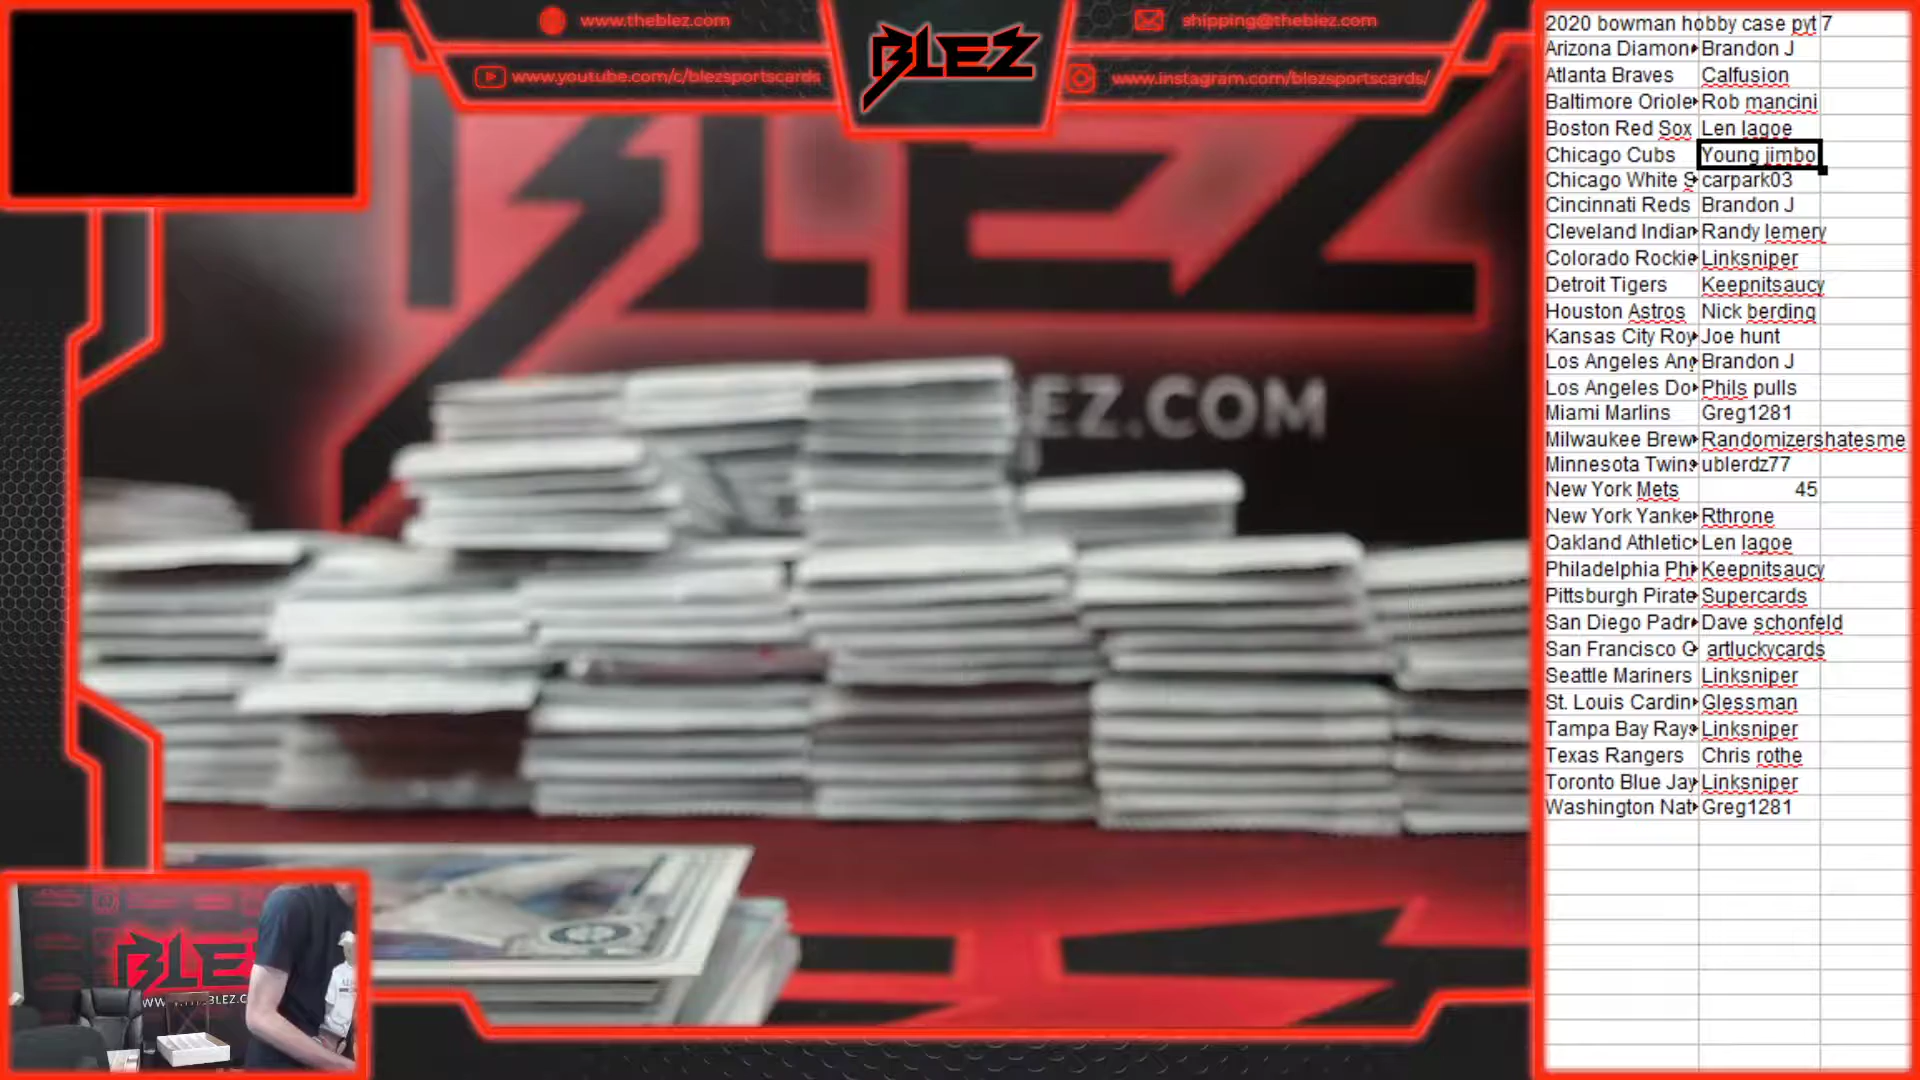 www.theblez.com
shipping@theblez.com
BLEZ
www.youtube.com/c/blezsportscards
www.instagram.com/blezsportscards/
BLEZ
EZ.COM
BLE
2020 bowman hobby case pyt 7
Arizona Diamon Brandon J
Atlanta Braves Calfusion
Baltimore Oriole Rob mancini
Boston Red Sox Len lagoe
Chicago Cubs Young jimbo
Chicago White S carpark03
Cincinnati Reds Brandon J
Cleveland Indian Randy lemery
Colorado Rockie Linksniper
Detroit Tigers Keepnitsaucy
Houston Astros Nick berding
Kansas City Roy Joe hunt
Los Angeles Ang Brandon J
Los Angeles Do Phils pulls
Miami Marlins Greg1281
Milwaukee Brew Randomizershatesme
Minnesota Twins ublerdz77
New York Mets 45
New York Yanke Rthrone
Oakland Athletic Len lagoe
Philadelphia Phi Keepnitsaucy
Pittsburgh Pirate Supercards
San Diego Padr Dave schonfeld
San Francisco G artluckycards
Seattle Mariners Linksniper
St. Louis Cardin Glessman
Tampa Bay Rays Linksniper
Texas Rangers Chris rothe
Toronto Blue Jay Linksniper
Washington Nat Greg1281